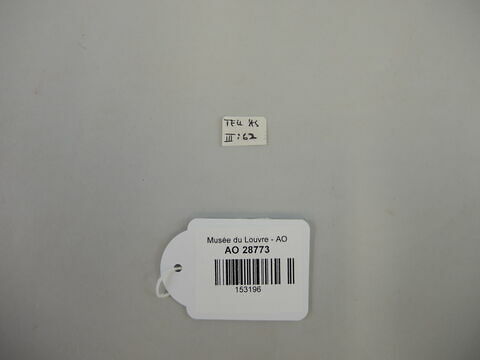 TELL AS
III:62
Musée du Louvre - AO
AO 28773
153196